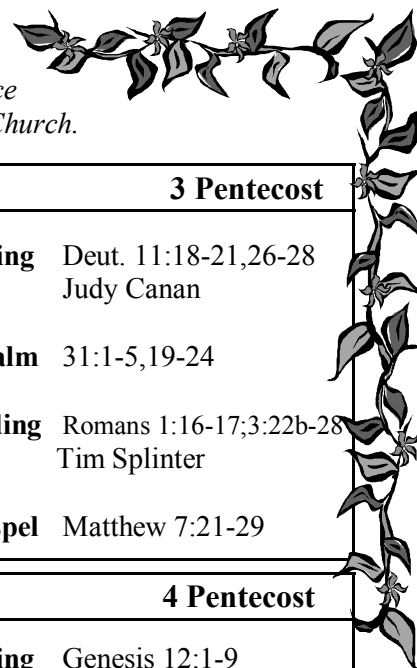 ce
Church.
3 Pentecost
ing Deut. 11:18-21,26-28
Judy Canan
alm 31:1-5,19-24
ling Romans 1:16-17;3:22b-28
Tim Splinter
spel Matthew 7:21-29
4 Pentecost
ing Genesis 12:1-9